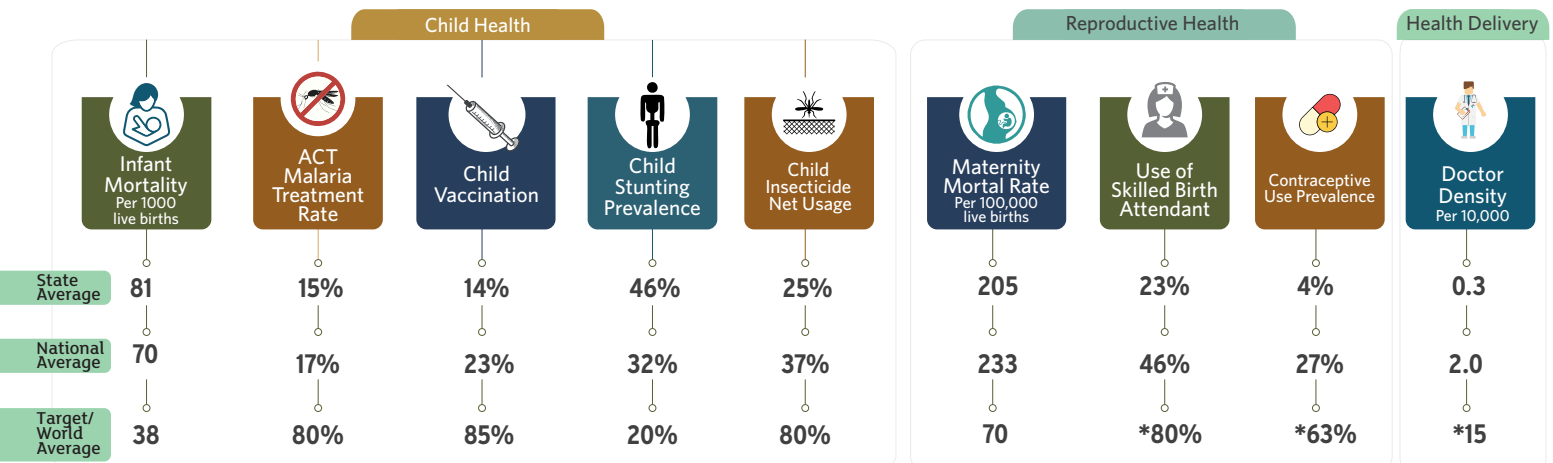 Child Health
Reproductive Health
Health Delivery
Infant
Mortality
Per 1000
live births
ACT
Malaria
Treatment
Rate
Child
Vaccination
Child
Stunting
Prevalence
Child
Insecticide
Net Usage
Maternity
Mortal Rate
Per 100,000
live births
Use of
Skilled Birth
Attendant
Contraceptive
Use Prevalence
Doctor
Density
Per 10,000
State
Average
81 15% 14% 46% 25% 205 23% 4% 0.3
National
Average
70 17% 23% 32% 37% 233 46% 27% 2.0
Target/
World
Average
38 80% 85% 20% 80% 70 *80% *63% *15